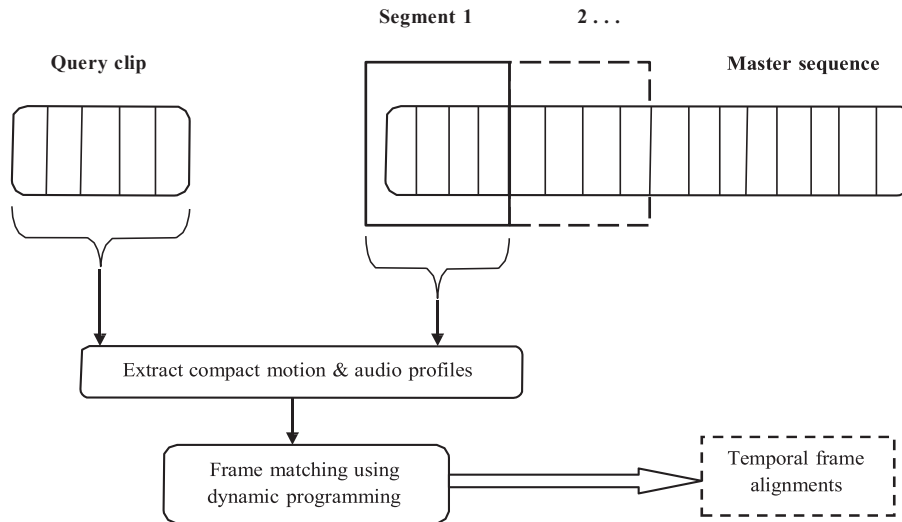 Segment 1
2 . . .
Query clip
Master sequence
Extract compact motion & audio profiles
Frame matching using
dynamic programming
Temporal frame
alignments